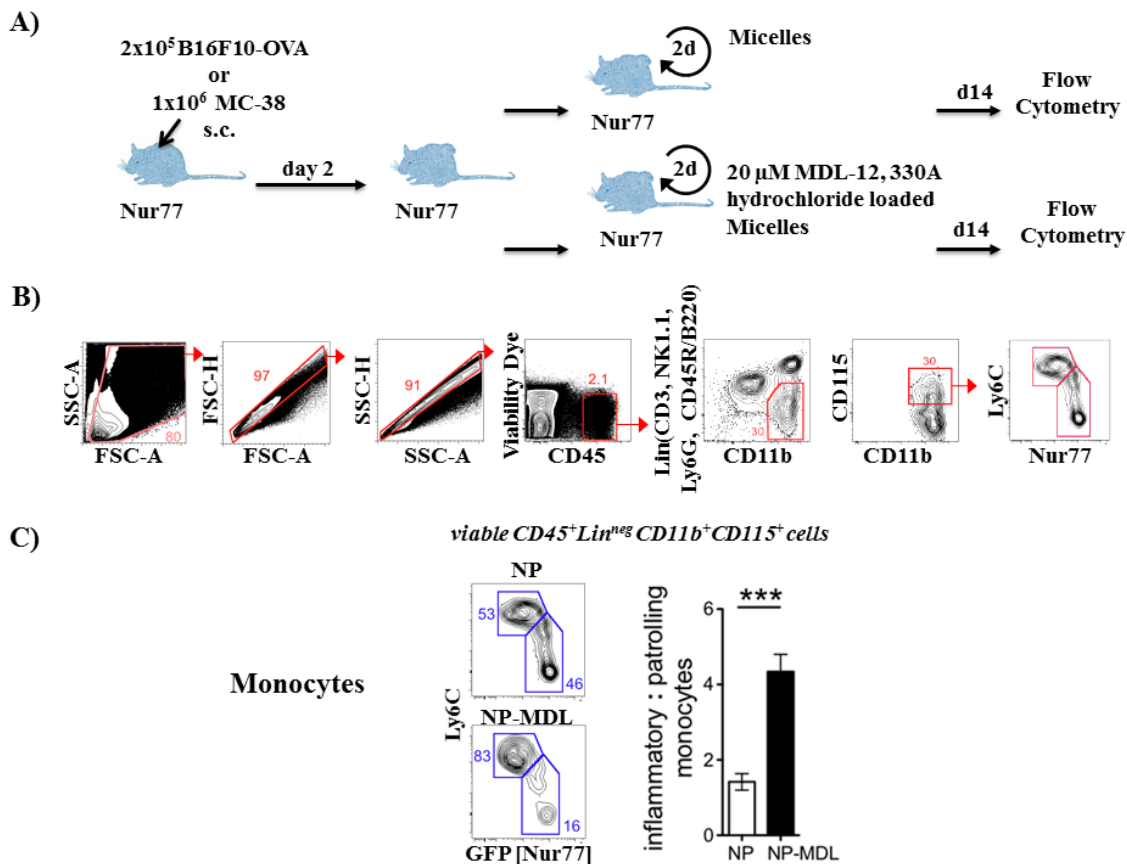 A)
2x10⁵ B16F10-OVA
or
1x10⁶ MC-38
s.c.
Nur77
day 2
Nur77
2d
Micelles
Nur77
d14
Flow
Cytometry
2d
20 µM MDL-12, 330A
hydrochloride loaded
Micelles
Nur77
d14
Flow
Cytometry
B)
SSC-A
80
FSC-A
FSC-H
97
FSC-A
SSC-H
91
SSC-A
Viability Dye
2.1
CD45
Lin(CD3, NK1.1,
Ly6G, CD45R/B220)
30
CD11b
CD115
30
CD11b
Ly6C
Nur77
C)
viable CD45⁺Linⁿᵉᵍ CD11b⁺CD115⁺ cells
Monocytes
Ly6C
NP
53
46
NP-MDL
83
16
GFP [Nur77]
inflammatory : patrolling
monocytes
6
4
2
0
***
NP
NP-MDL